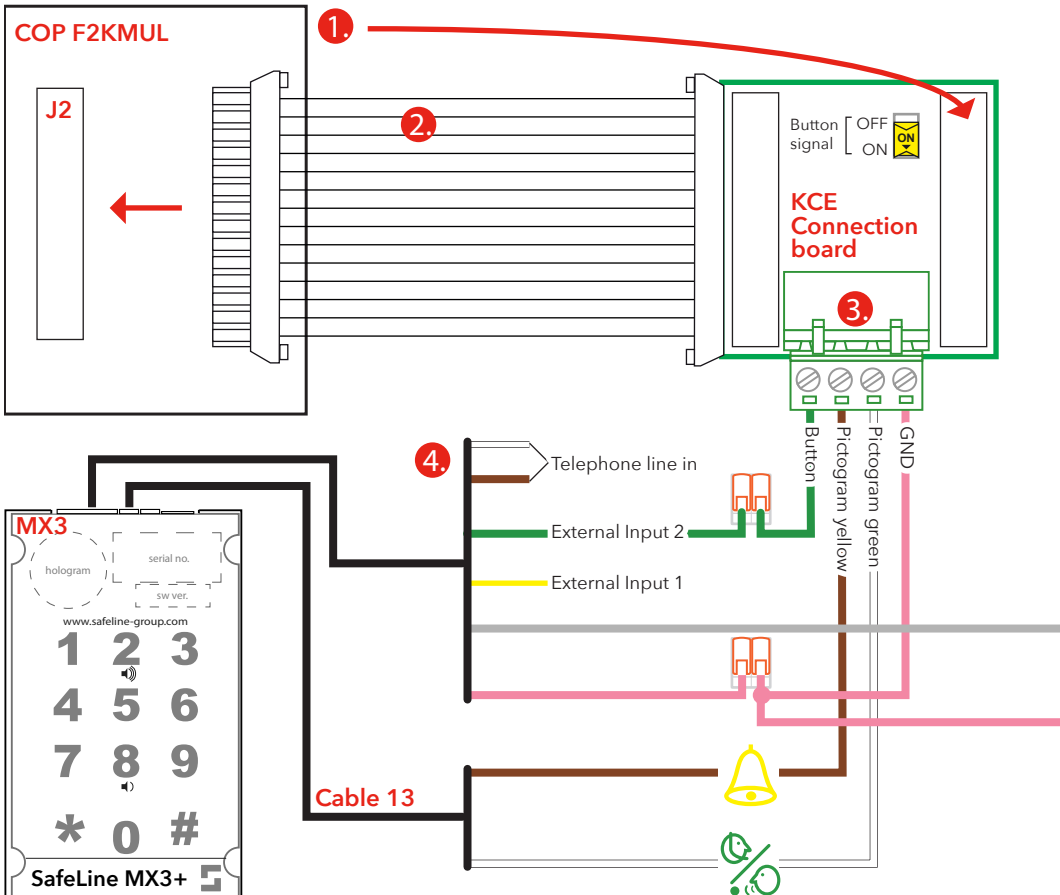 COP F2KMUL
1.
J2
2.
Button signal
OFF
ON
ON
KCE
Connection
board
3.
Button
Pictogram yellow
Pictogram green
GND
4.
Telephone line in
External Input 2
External Input 1
MX3
hologram
serial no.
sw ver.
www.safeline-group.com
1 2 3
4 5 6
7 8 9
* 0 #
SafeLine MX3+
Cable 13